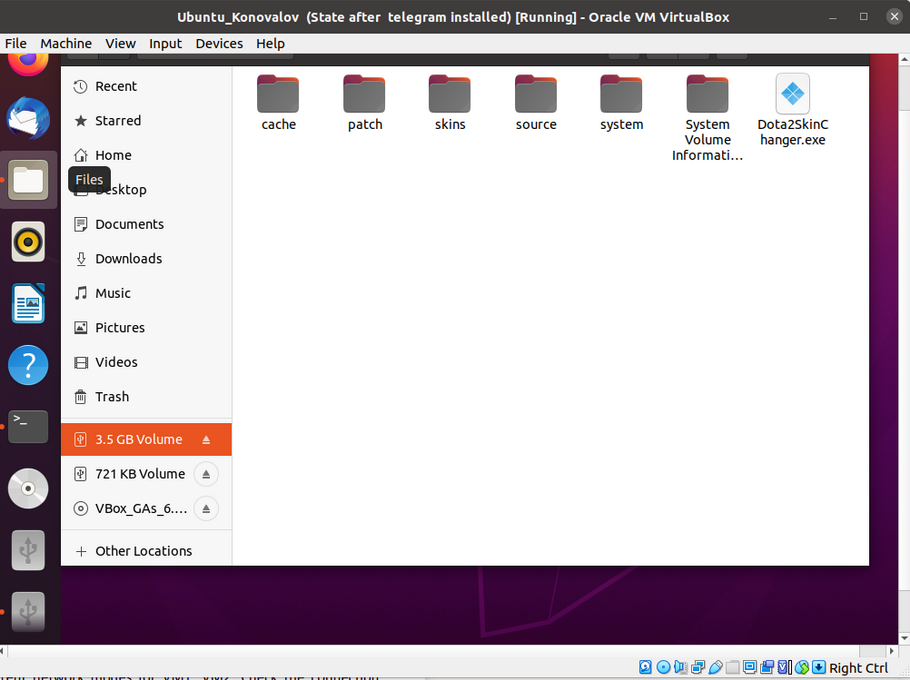 Ubuntu_Konovalov (State after telegram installed) [Running] - Oracle VM VirtualBox
File Machine View Input Devices Help
Recent
Starred
Home
Files
Desktop
Documents
Downloads
Music
Pictures
Videos
Trash
3.5 GB Volume
721 KB Volume
VBox_GAs_6....
Other Locations
cache
patch
skins
source
system
System
Volume
Informati...
Dota2SkinC
hanger.exe
Right Ctrl